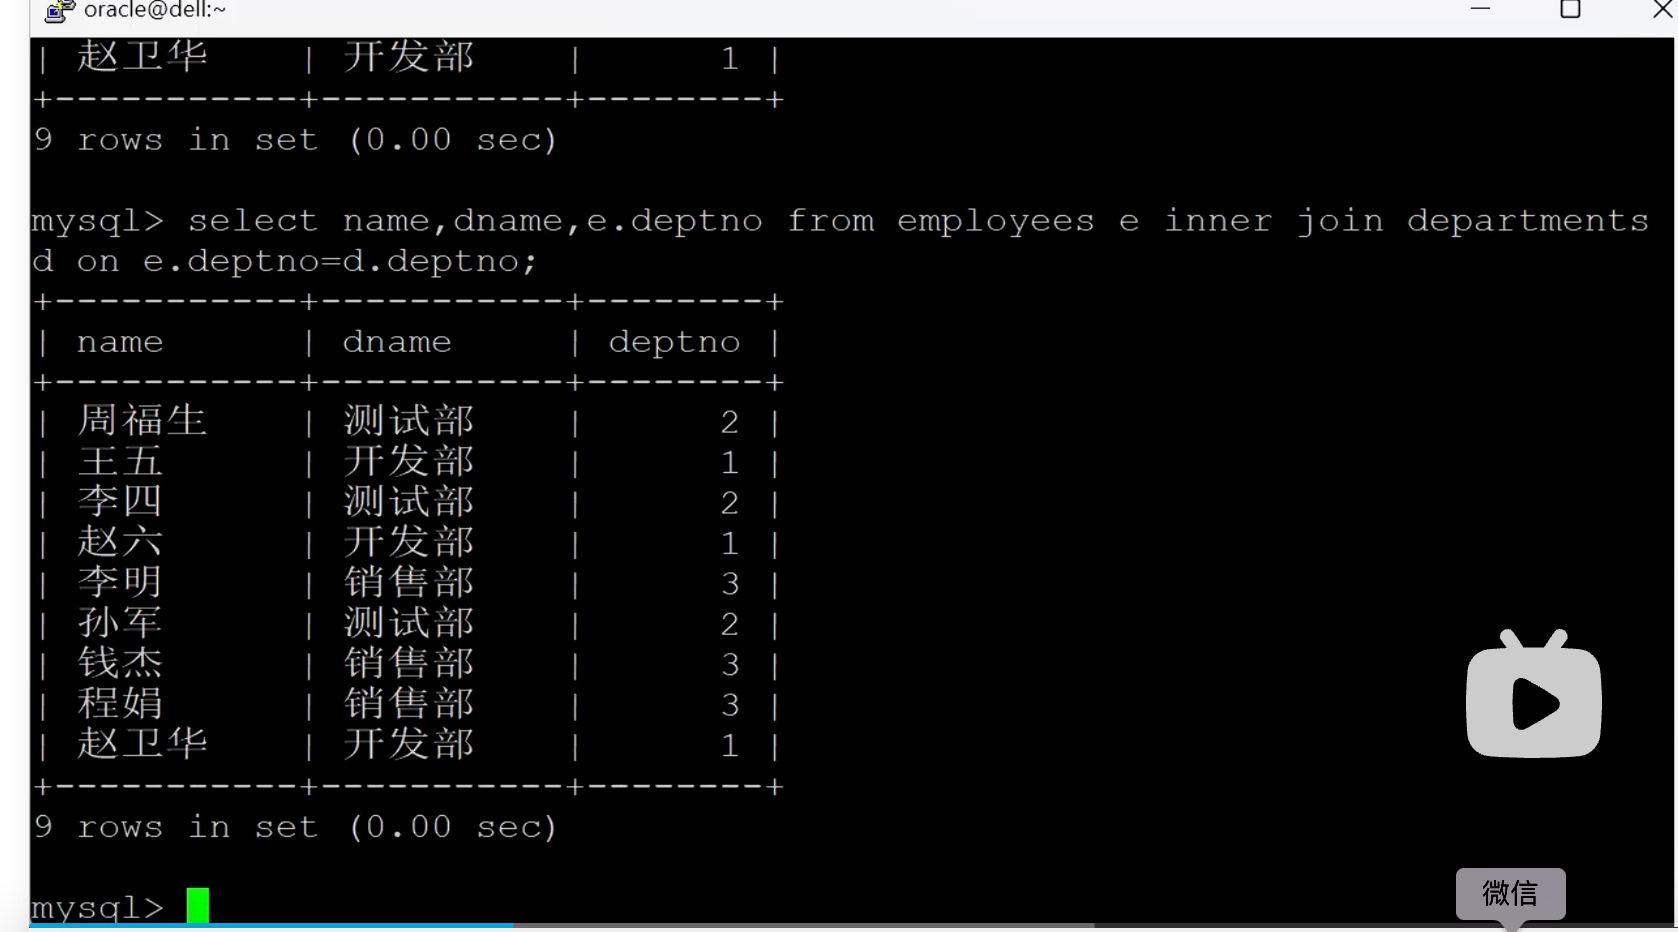 oracle@dell:~
| 赵卫华 | 开发部 | 1 |
+-----------+-----------+--------+
9 rows in set (0.00 sec)
mysql> select name,dname,e.deptno from employees e inner join departments
d on e.deptno=d.deptno;
+-----------+-----------+--------+
| name | dname | deptno |
+-----------+-----------+--------+
| 周福生 | 测试部 | 2 |
| 王五 | 开发部 | 1 |
| 李四 | 测试部 | 2 |
| 赵六 | 开发部 | 1 |
| 李明 | 销售部 | 3 |
| 孙军 | 测试部 | 2 |
| 钱杰 | 销售部 | 3 |
| 程娟 | 销售部 | 3 |
| 赵卫华 | 开发部 | 1 |
+-----------+-----------+--------+
9 rows in set (0.00 sec)
mysql>
微信